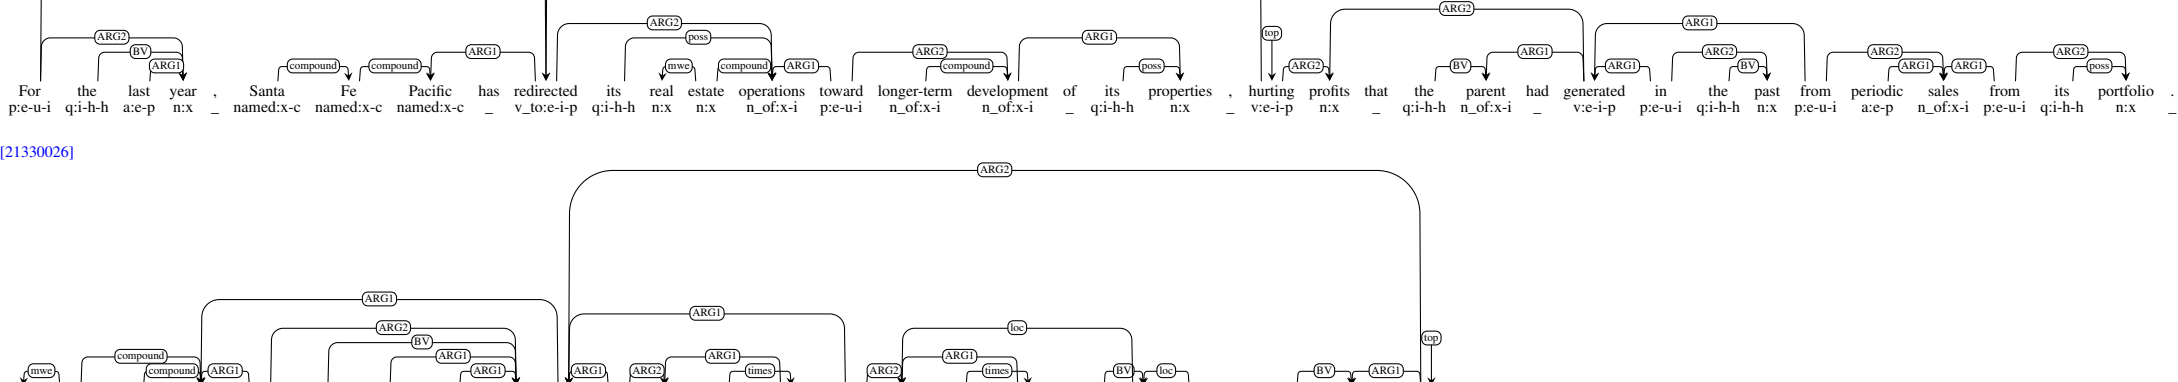 ARG2 ARG2
ARG2 ARG1
top
ARG2 poss ARG1
BV ARG1 ARG2 ARG1 ARG2 ARG2 ARG2
ARG1 compound compound mwe compound ARG1 compound poss ARG2 BV ARG1 BV ARG1 ARG1 poss
For the last year , Santa Fe Pacific has redirected its real estate operations toward longer-term development of its properties , hurting profits that the parent had generated in the past from periodic sales from its portfolio .
p:e-u-i q:i-h-h a:e-p n:x _ named:x-c named:x-c named:x-c _ v_to:e-i-p q:i-h-h n:x n:x n_of:x-i p:e-u-i n_of:x-i n_of:x-i _ q:i-h-h n:x _ v:e-i-p n:x _ q:i-h-h n_of:x-i _ v:e-i-p p:e-u-i q:i-h-h n:x p:e-u-i a:e-p n_of:x-i p:e-u-i q:i-h-h n:x _
[21330026]
ARG2
ARG1
ARG1
ARG2 loc
top
BV
compound ARG1 ARG1 ARG1
mwe compound ARG1 ARG1 ARG1 ARG2 times ARG2 times BV loc BV ARG1